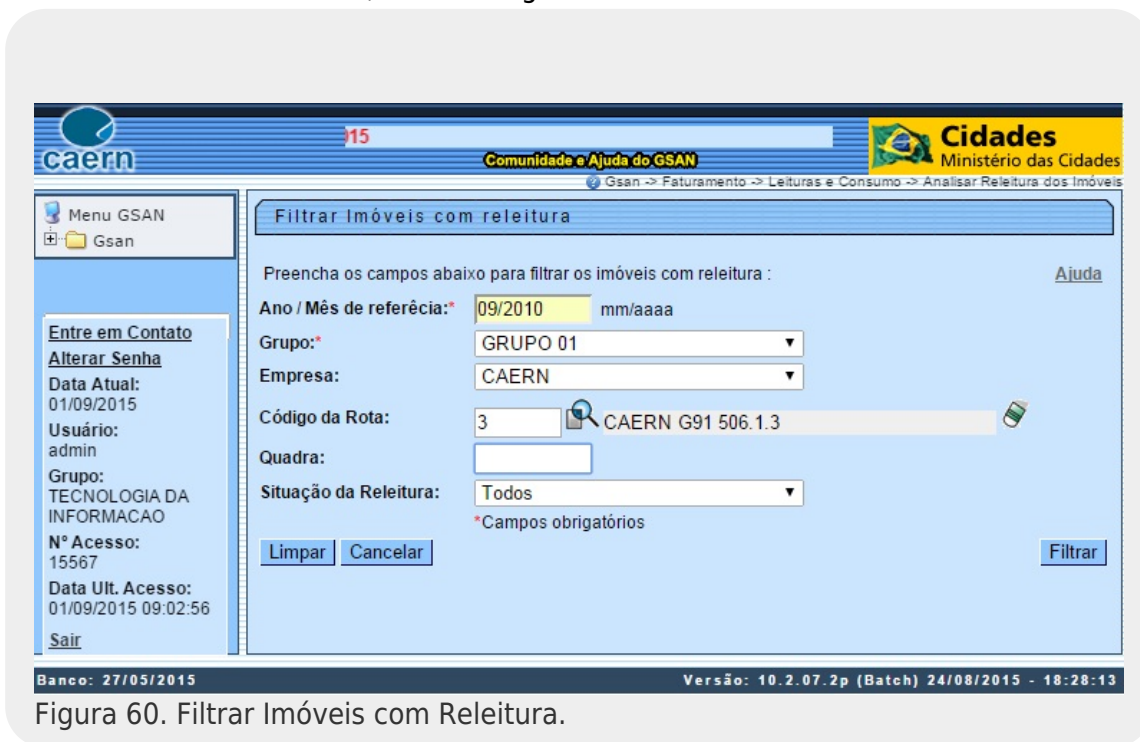 caern
015
Comunidade e Ajuda do GSAN
Cidades
Ministério das Cidades
Gsan -> Faturamento -> Leituras e Consumo -> Analisar Releitura dos Imóveis
Menu GSAN
Gsan
Entre em Contato
Alterar Senha
Data Atual:
01/09/2015
Usuário:
admin
Grupo:
TECNOLOGIA DA
INFORMACAO
Nº Acesso:
15567
Data Ult. Acesso:
01/09/2015 09:02:56
Sair
Filtrar Imóveis com releitura
Preencha os campos abaixo para filtrar os imóveis com releitura :
Ajuda
Ano / Mês de referêcia:* 09/2010 mm/aaaa
Grupo:* GRUPO 01
Empresa: CAERN
Código da Rota: 3 CAERN G91 506.1.3
Quadra:
Situação da Releitura: Todos
*Campos obrigatórios
Limpar Cancelar Filtrar
Banco: 27/05/2015 Versão: 10.2.07.2p (Batch) 24/08/2015 - 18:28:13
Figura 60. Filtrar Imóveis com Releitura.